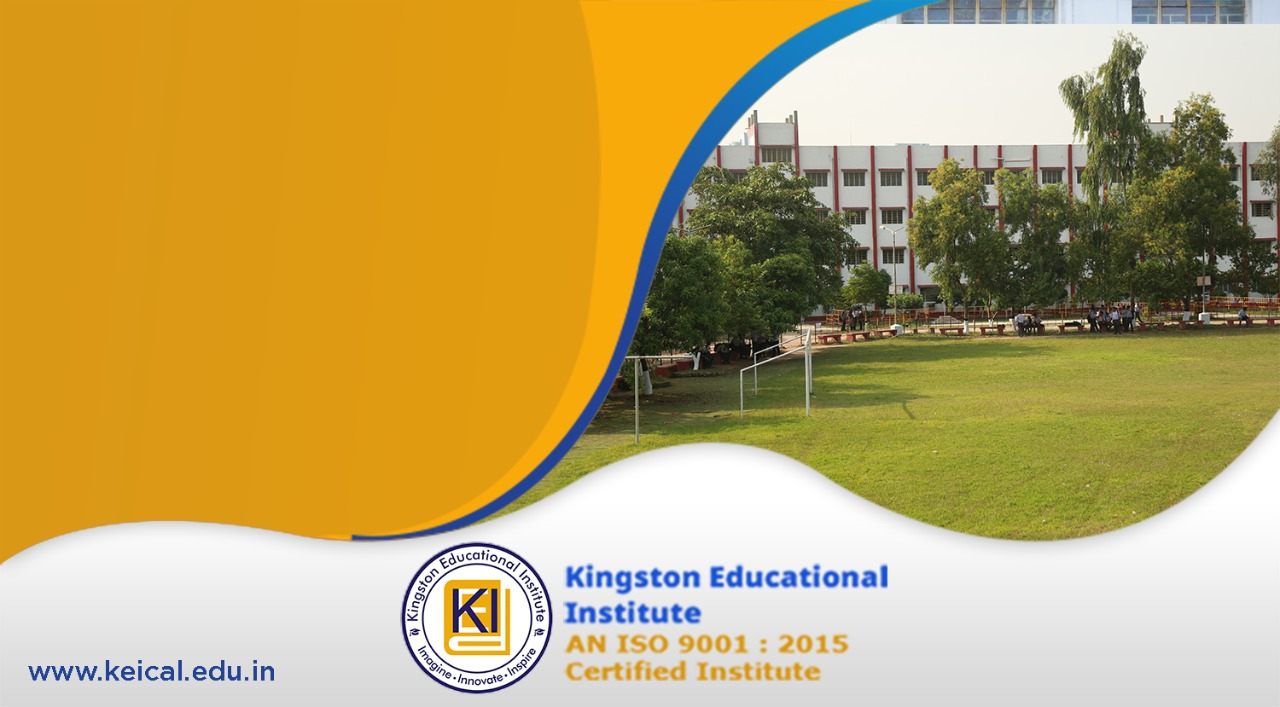 Kingston Educational Institute
KEI
Imagine • Innovate • Inspire
Kingston Educational
Institute
AN ISO 9001 : 2015
Certified Institute
www.keical.edu.in